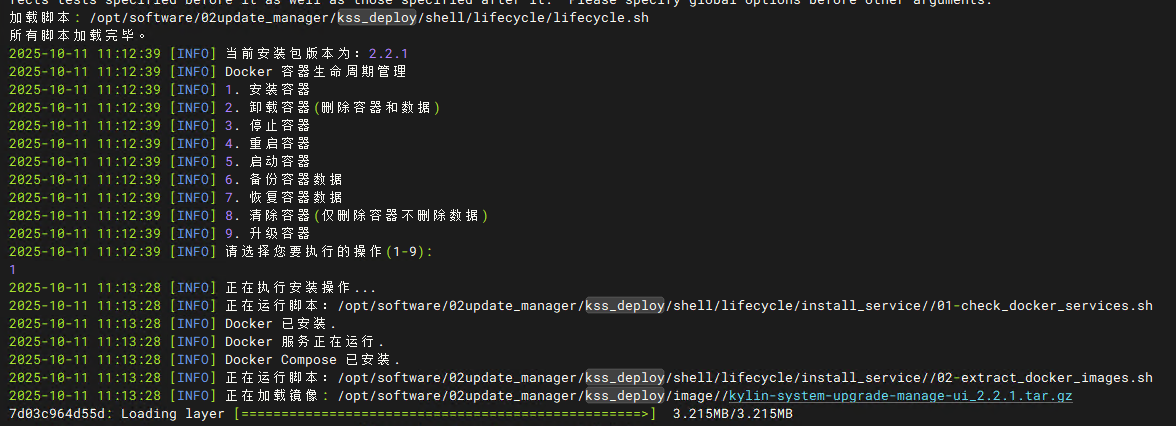 fects tests specified before it as well as those specified after it.  Please specify global options before other arguments.
加载脚本: /opt/software/02update_manager/kss_deploy/shell/lifecycle/lifecycle.sh
所有脚本加载完毕。
2025-10-11 11:12:39 [INFO] 当前安装包版本为: 2.2.1
2025-10-11 11:12:39 [INFO] Docker 容器生命周期管理
2025-10-11 11:12:39 [INFO] 1. 安装容器
2025-10-11 11:12:39 [INFO] 2. 卸载容器(删除容器和数据)
2025-10-11 11:12:39 [INFO] 3. 停止容器
2025-10-11 11:12:39 [INFO] 4. 重启容器
2025-10-11 11:12:39 [INFO] 5. 启动容器
2025-10-11 11:12:39 [INFO] 6. 备份容器数据
2025-10-11 11:12:39 [INFO] 7. 恢复容器数据
2025-10-11 11:12:39 [INFO] 8. 清除容器(仅删除容器不删除数据)
2025-10-11 11:12:39 [INFO] 9. 升级容器
2025-10-11 11:12:39 [INFO] 请选择您要执行的操作(1-9):
1
2025-10-11 11:13:28 [INFO] 正在执行安装操作...
2025-10-11 11:13:28 [INFO] 正在运行脚本: /opt/software/02update_manager/kss_deploy/shell/lifecycle/install_service//01-check_docker_services.sh
2025-10-11 11:13:28 [INFO] Docker 已安装.
2025-10-11 11:13:28 [INFO] Docker 服务正在运行.
2025-10-11 11:13:28 [INFO] Docker Compose 已安装.
2025-10-11 11:13:28 [INFO] 正在运行脚本: /opt/software/02update_manager/kss_deploy/shell/lifecycle/install_service//02-extract_docker_images.sh
2025-10-11 11:13:28 [INFO] 正在加载镜像: /opt/software/02update_manager/kss_deploy/image//kylin-system-upgrade-manage-ui_2.2.1.tar.gz
7d03c964d55d: Loading layer [==================================================>]  3.215MB/3.215MB